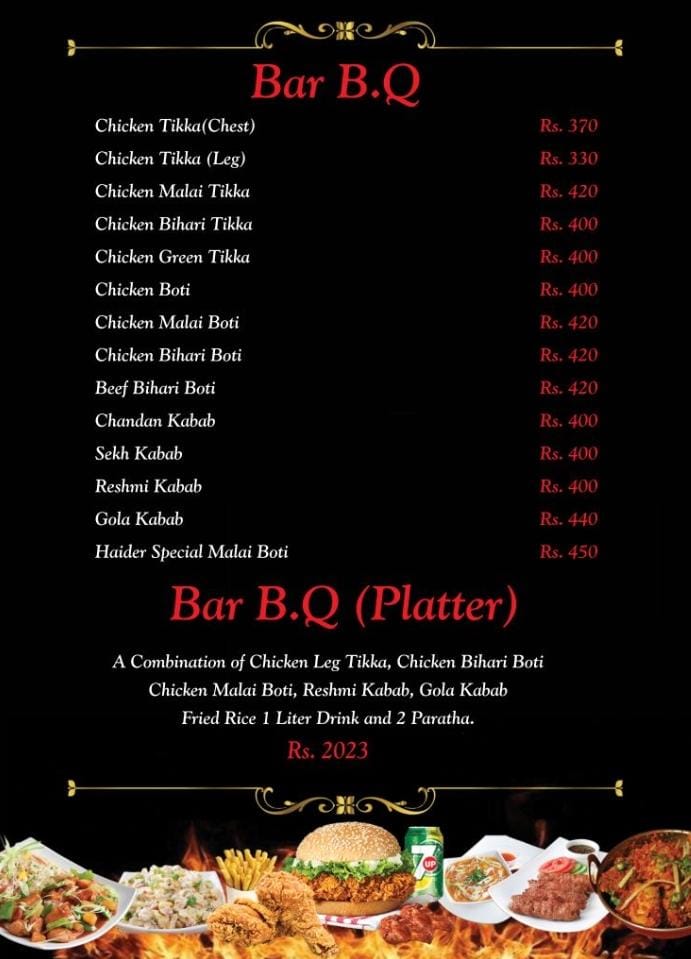 Bar B.Q
Chicken Tikka(Chest) Rs. 370
Chicken Tikka (Leg) Rs. 330
Chicken Malai Tikka Rs. 420
Chicken Bihari Tikka Rs. 400
Chicken Green Tikka Rs. 400
Chicken Boti Rs. 400
Chicken Malai Boti Rs. 420
Chicken Bihari Boti Rs. 420
Beef Bihari Boti Rs. 420
Chandan Kabab Rs. 400
Sekh Kabab Rs. 400
Reshmi Kabab Rs. 400
Gola Kabab Rs. 440
Haider Special Malai Boti Rs. 450
Bar B.Q (Platter)
A Combination of Chicken Leg Tikka, Chicken Bihari Boti
Chicken Malai Boti, Reshmi Kabab, Gola Kabab
Fried Rice 1 Liter Drink and 2 Paratha.
Rs. 2023
7UP